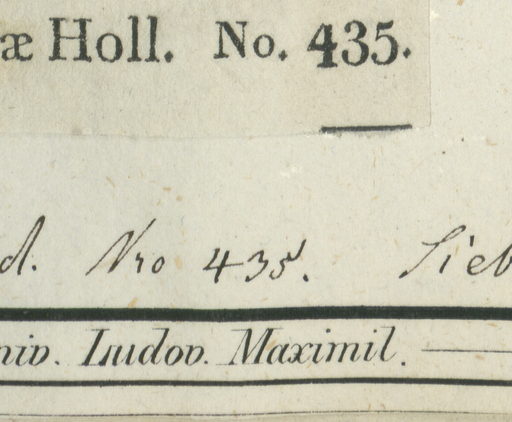 æ Holl. No. 435.
d. Nro 435. Sieb
niv. Ludov. Maximil.